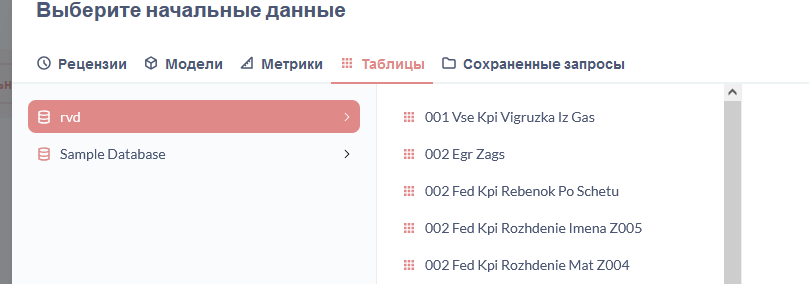 Выберите начальные данные
Рецензии Модели Метрики Таблицы Сохраненные запросы
rvd
Sample Database
001 Vse Kpi Vigruzka Iz Gas
002 Egr Zags
002 Fed Kpi Rebenok Po Schetu
002 Fed Kpi Rozhdenie Imena Z005
002 Fed Kpi Rozhdenie Mat Z004